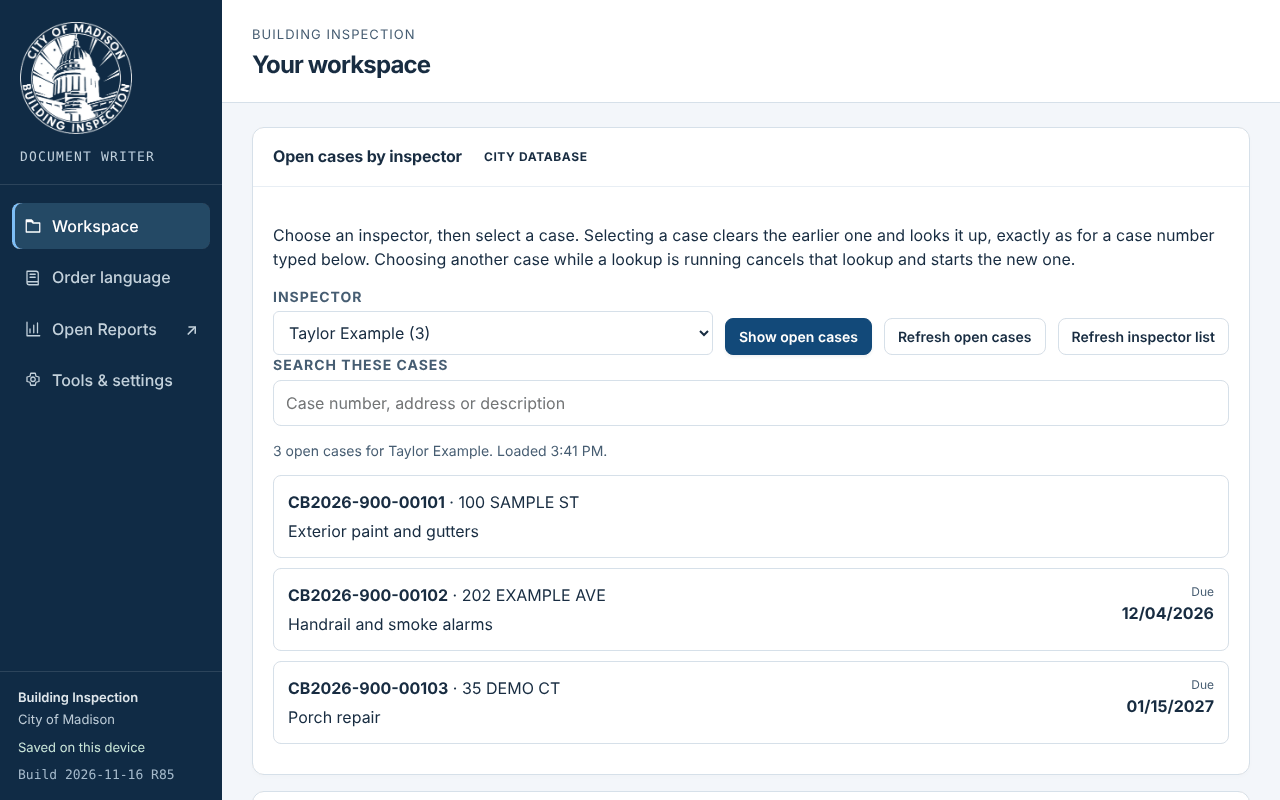 CITY OF MADISON
BUILDING INSPECTION
DOCUMENT WRITER
Workspace
Order language
Open Reports
Tools & settings
Building Inspection
City of Madison
Saved on this device
Build 2026-11-16 R85
BUILDING INSPECTION
Your workspace
Open cases by inspector CITY DATABASE
Choose an inspector, then select a case. Selecting a case clears the earlier one and looks it up, exactly as for a case number
typed below. Choosing another case while a lookup is running cancels that lookup and starts the new one.
INSPECTOR
Taylor Example (3) Show open cases Refresh open cases Refresh inspector list
SEARCH THESE CASES
Case number, address or description
3 open cases for Taylor Example. Loaded 3:41 PM.
CB2026-900-00101 · 100 SAMPLE ST
Exterior paint and gutters
CB2026-900-00102 · 202 EXAMPLE AVE
Handrail and smoke alarms
Due
12/04/2026
CB2026-900-00103 · 35 DEMO CT
Porch repair
Due
01/15/2027